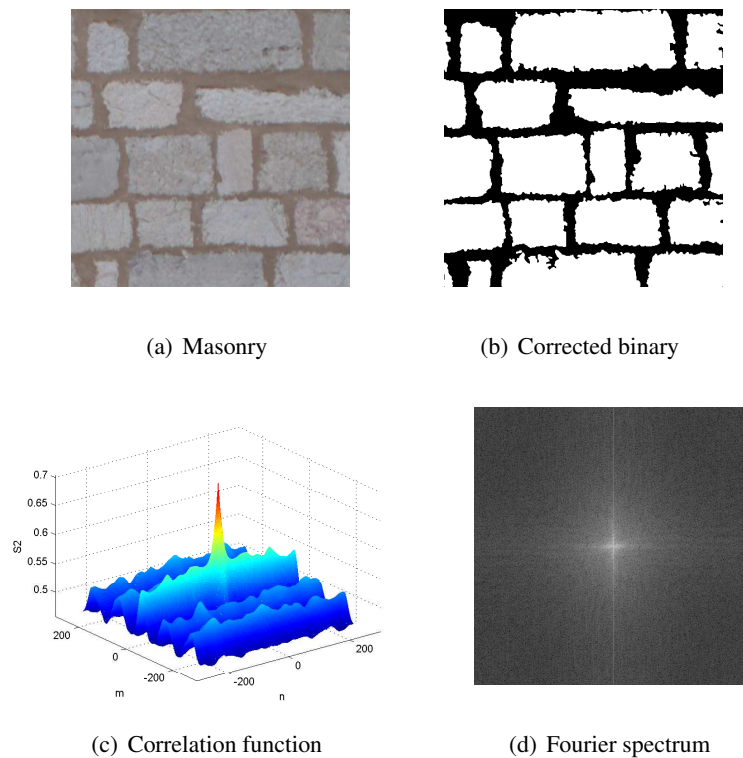 (a) Masonry
(b) Corrected binary
0.7
0.65
0.6
0.55
0.5
S2
200
0
-200
m
-200
0
200
n
(c) Correlation function
(d) Fourier spectrum